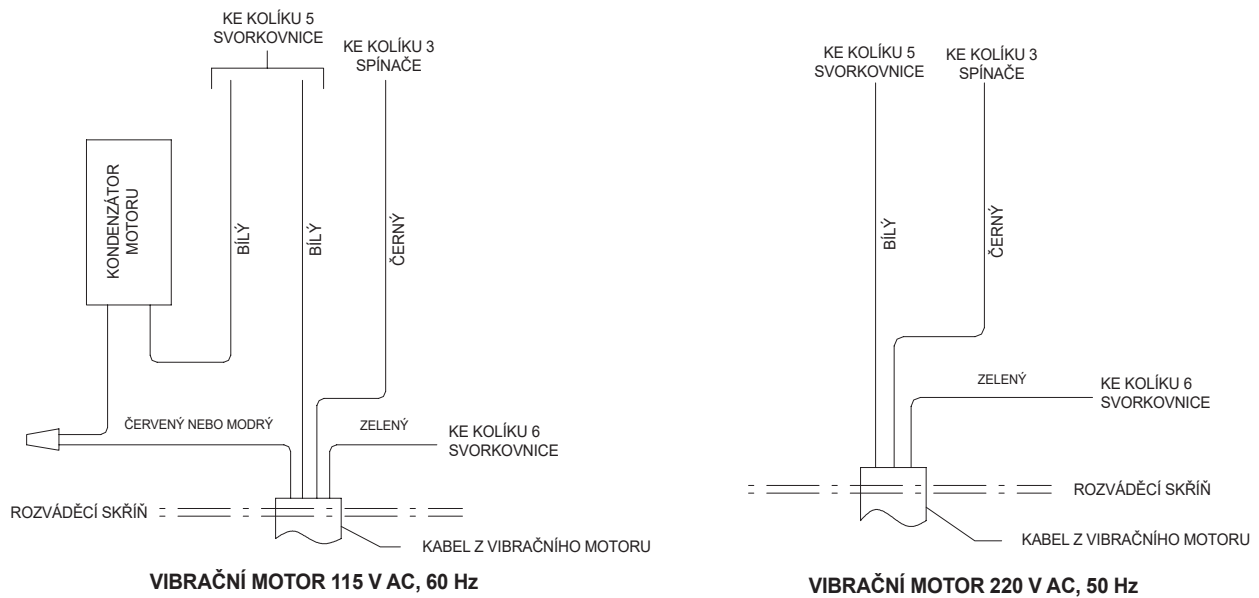 KE KOLÍKU 5
SVORKOVNICE
KE KOLÍKU 3
SPÍNAČE
KONDENZÁTOR
MOTORU
BÍLÝ
BÍLÝ
ČERNÝ
ČERVENÝ NEBO MODRÝ
ZELENÝ
KE KOLÍKU 6
SVORKOVNICE
ROZVÁDĚCÍ SKŘÍŇ
KABEL Z VIBRAČNÍHO MOTORU
VIBRAČNÍ MOTOR 115 V AC, 60 Hz
KE KOLÍKU 5
SVORKOVNICE
KE KOLÍKU 3
SPÍNAČE
BÍLÝ
ČERNÝ
ZELENÝ
KE KOLÍKU 6
SVORKOVNICE
ROZVÁDĚCÍ SKŘÍŇ
KABEL Z VIBRAČNÍHO MOTORU
VIBRAČNÍ MOTOR 220 V AC, 50 Hz